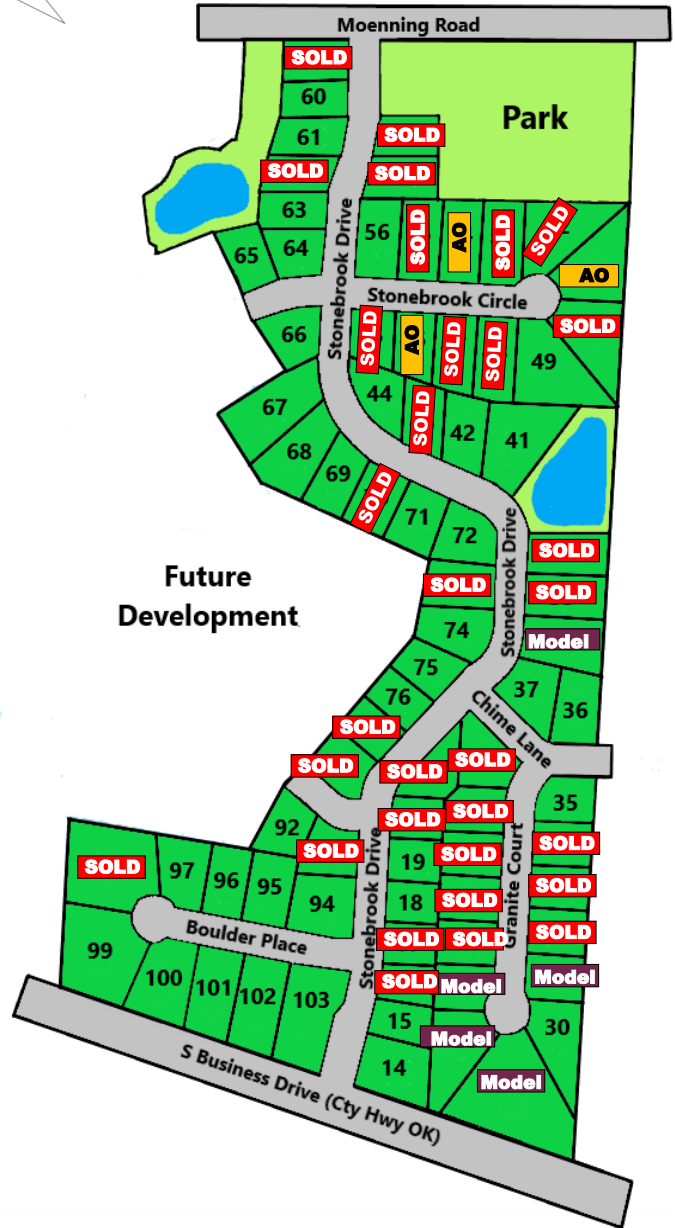 Moenning Road
SOLD
60
Park
61
SOLD
SOLD
SOLD
63
56
SOLD
AO
SOLD
SOLD
65
64
AO
Stonebrook Drive
Stonebrook Circle
66
SOLD
AO
SOLD
SOLD
SOLD
49
67
44
SOLD
42
41
68
69
SOLD
71
72
Stonebrook Drive
SOLD
Future
Development
SOLD
SOLD
74
Model
75
76
37
36
Chime Lane
SOLD
SOLD
SOLD
SOLD
35
92
SOLD
SOLD
SOLD
SOLD
19
SOLD
SOLD
97
96
95
94
Stonebrook Drive
18
SOLD
Granite Court
SOLD
SOLD
SOLD
SOLD
Boulder Place
99
100
101
102
103
SOLD
Model
Model
15
Model
30
14
Model
S Business Drive (Cty Hwy OK)